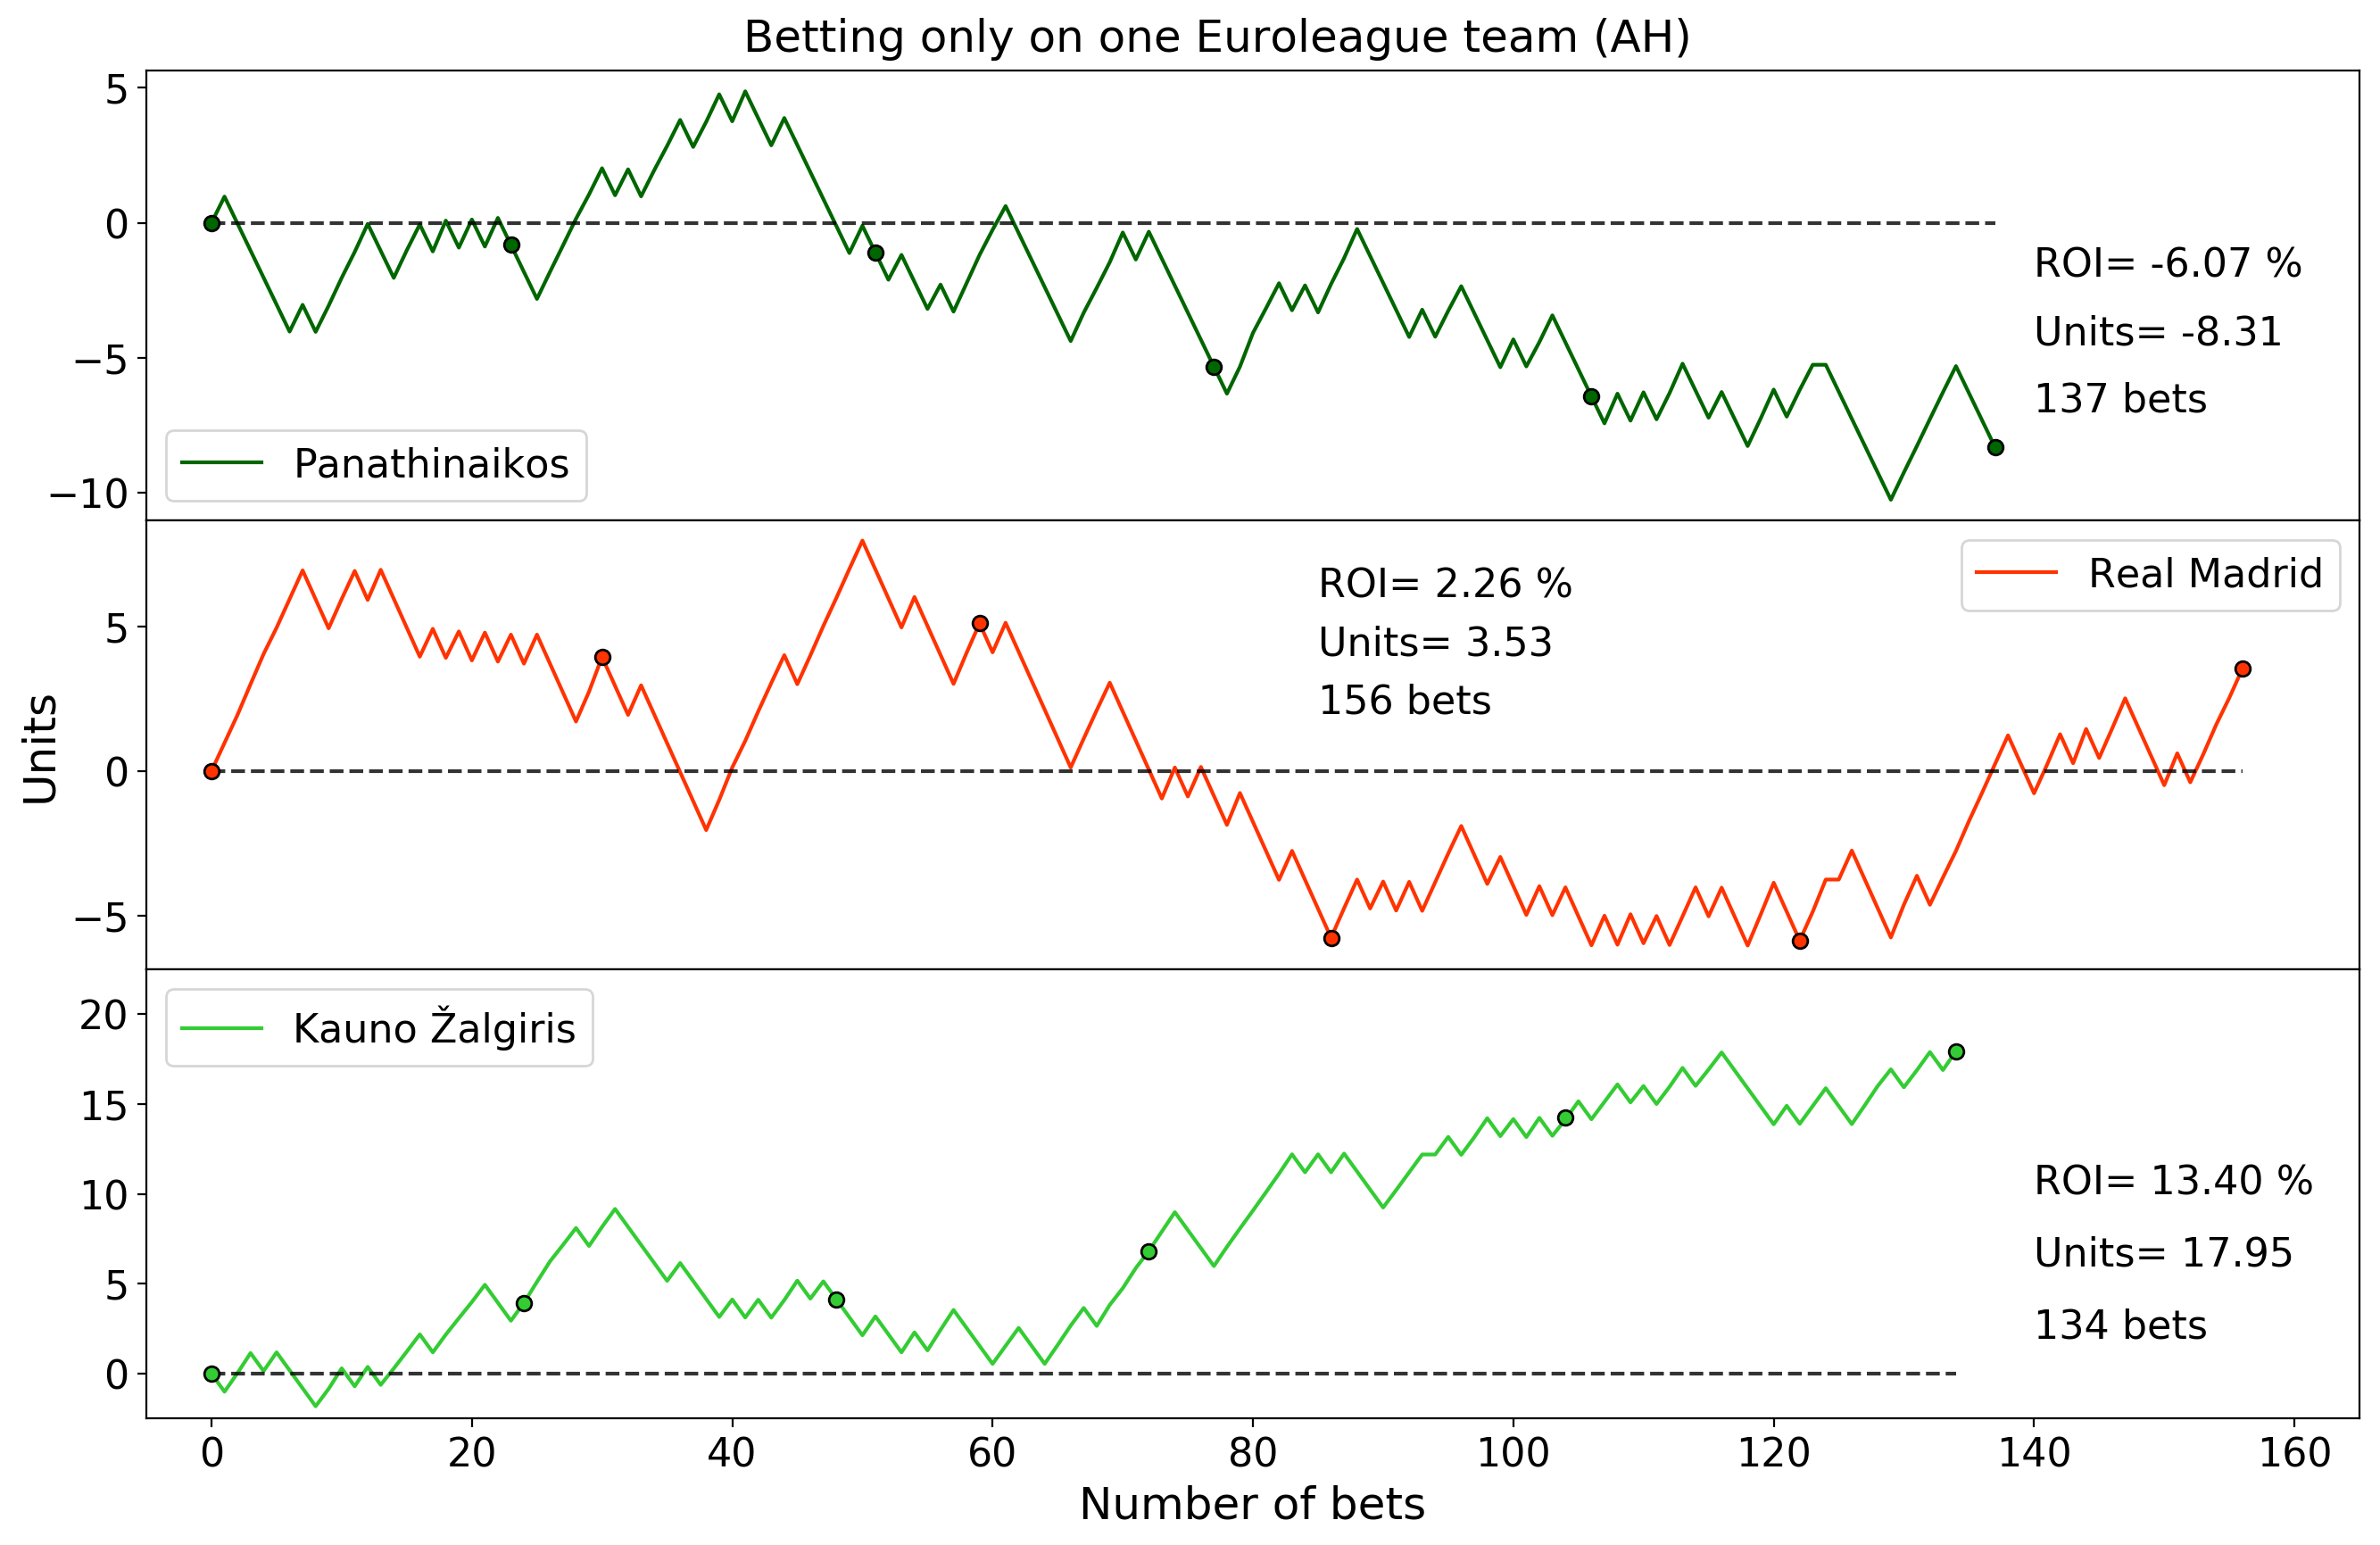 Betting only on one Euroleague team (AH)
5
0
−5
−10
ROI= -6.07 %
Units= -8.31
137 bets
Panathinaikos
5
0
−5
ROI= 2.26 %
Units= 3.53
156 bets
Real Madrid
Units
20
15
10
5
0
Kauno Žalgiris
ROI= 13.40 %
Units= 17.95
134 bets
0 20 40 60 80 100 120 140 160
Number of bets